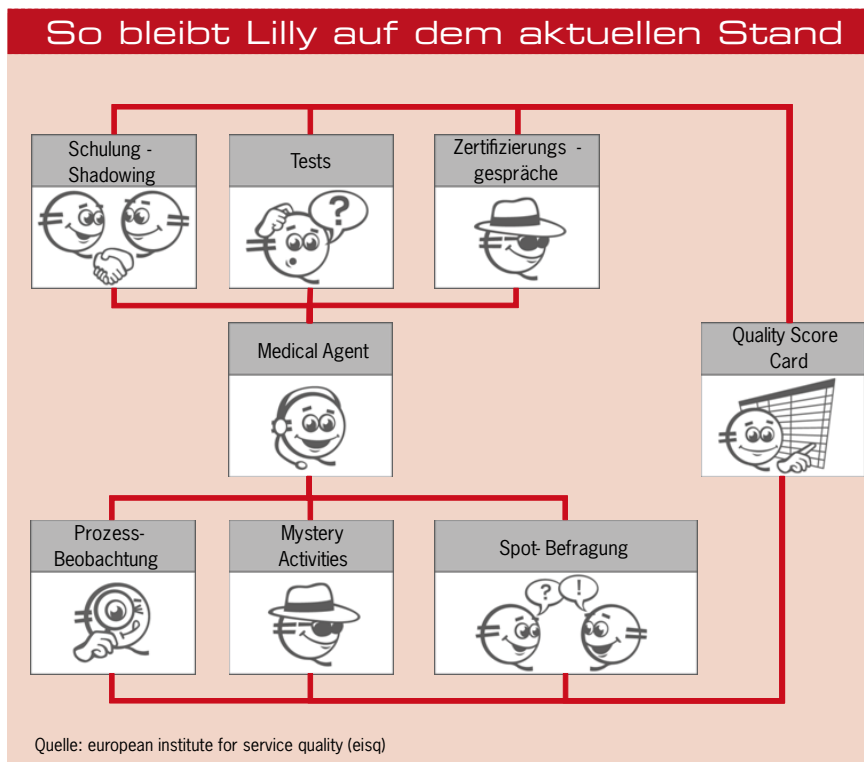 So bleibt Lilly auf dem aktuellen Stand
Schulung -
Shadowing
Tests
Zertifizierungs -
gespräche
?
Medical Agent
Quality Score
Card
Prozess-
Beobachtung
Mystery
Activities
Spot- Befragung
? !
Quelle: european institute for service quality (eisq)